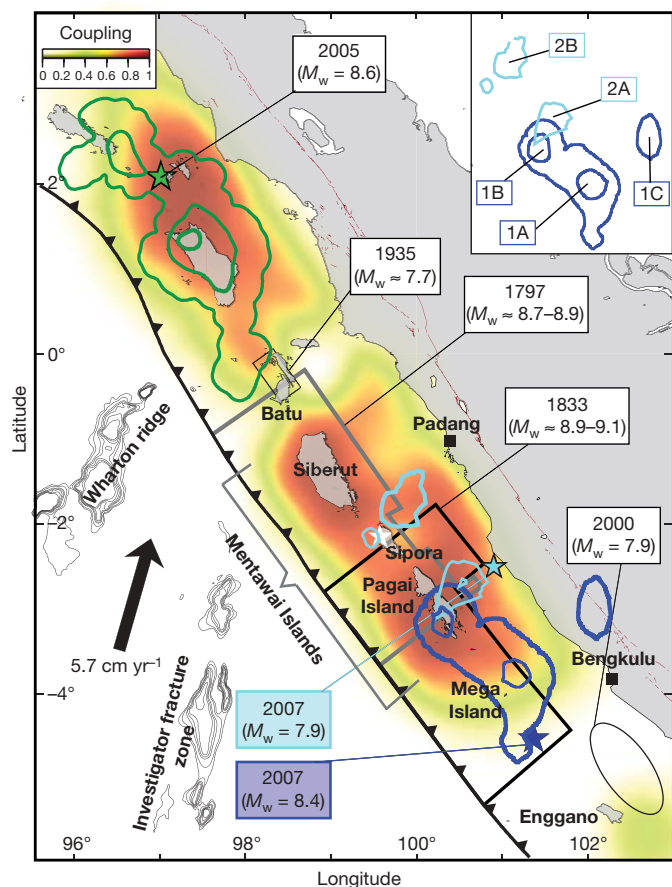 Coupling
0 0.2 0.4 0.6 0.8 1
2005
(Mw = 8.6)
2B
2A
1B
1C
1A
2°
1935
(Mw ≈ 7.7)
1797
(Mw ≈ 8.7–8.9)
0°
Batu
Padang
1833
(Mw ≈ 8.9–9.1)
Latitude
Wharton ridge
Siberut
−2°
Sipora
2000
(Mw = 7.9)
Mentawai Islands
Pagai
Island
5.7 cm yr−1
Bengkulu
−4°
Mega
Island
2007
(Mw = 7.9)
Investigator fracture
zone
2007
(Mw = 8.4)
Enggano
96° 98° 100° 102°
Longitude